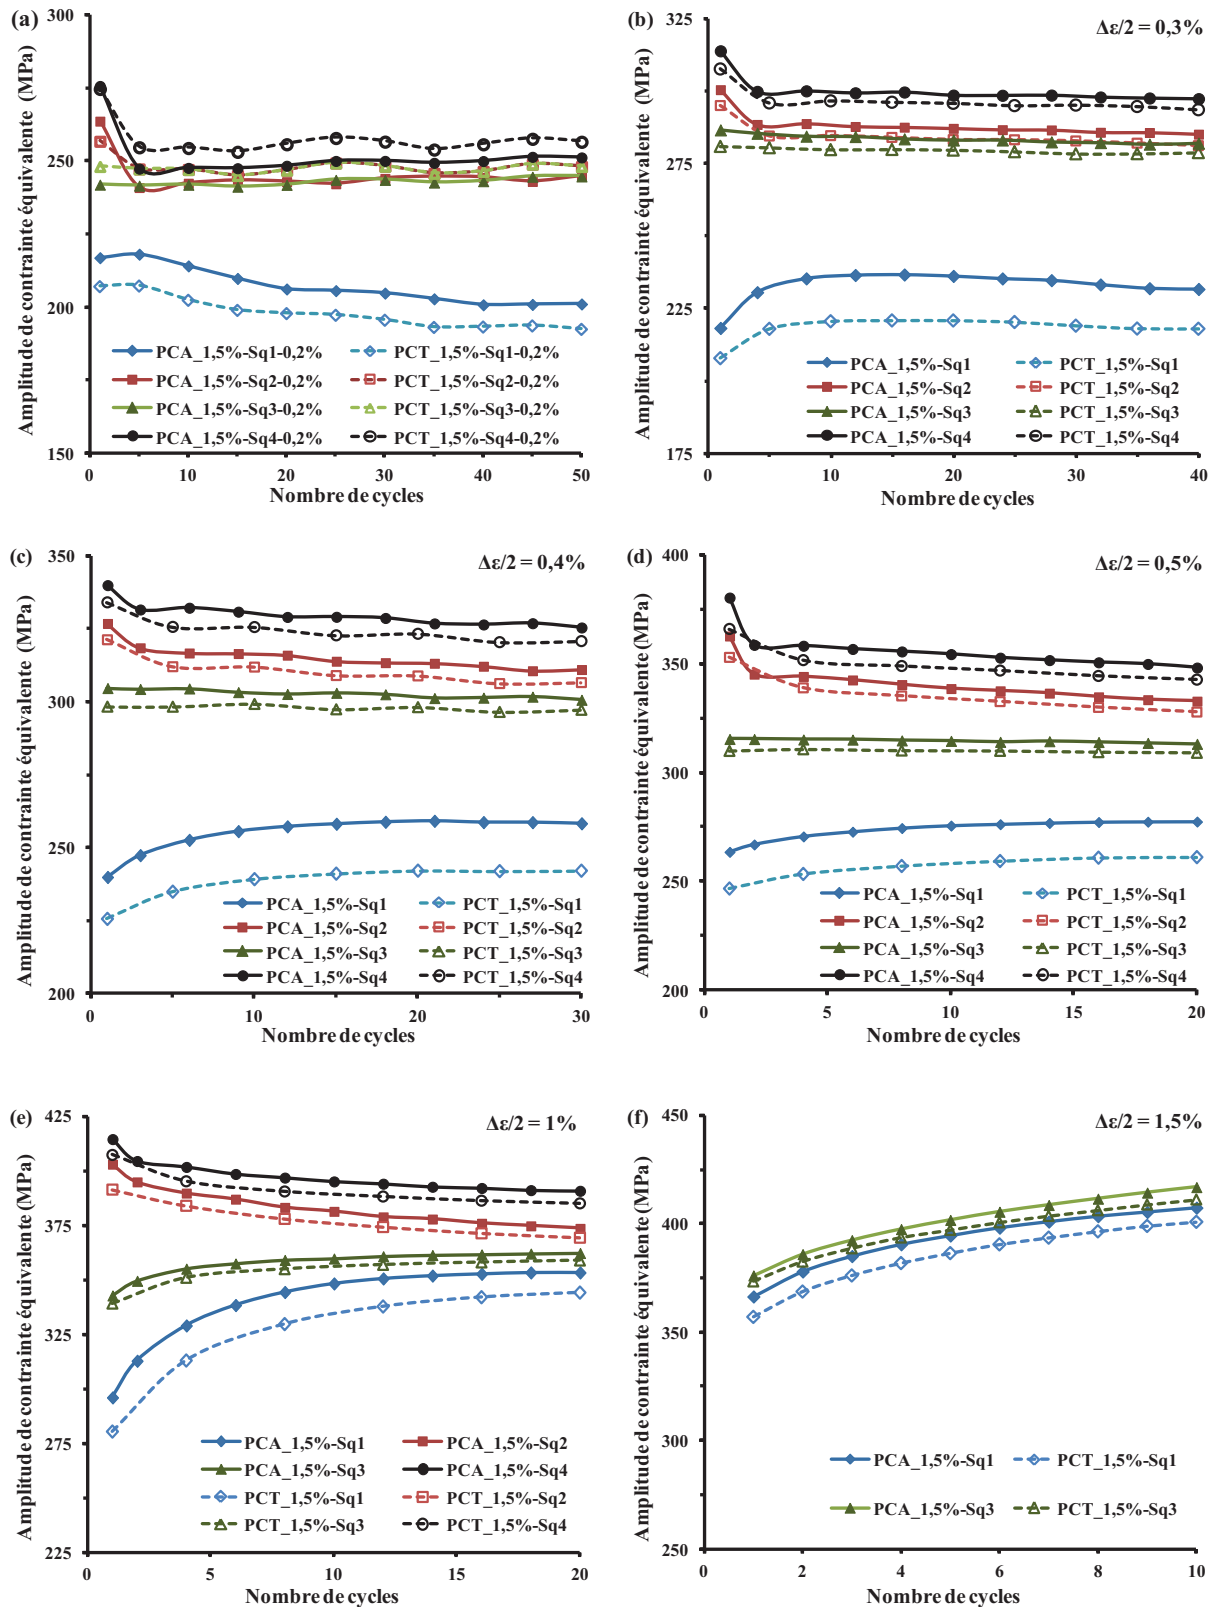 (a)
Amplitude de contrainte équivalente (MPa)
300
250
200
150
0 10 20 30 40 50
Nombre de cycles
PCA_1,5%-Sq1-0,2% PCT_1,5%-Sq1-0,2%
PCA_1,5%-Sq2-0,2% PCT_1,5%-Sq2-0,2%
PCA_1,5%-Sq3-0,2% PCT_1,5%-Sq3-0,2%
PCA_1,5%-Sq4-0,2% PCT_1,5%-Sq4-0,2%
(b)
Δε/2 = 0,3%
Amplitude de contrainte équivalente (MPa)
325
275
225
175
0 10 20 30 40
Nombre de cycles
PCA_1,5%-Sq1 PCT_1,5%-Sq1
PCA_1,5%-Sq2 PCT_1,5%-Sq2
PCA_1,5%-Sq3 PCT_1,5%-Sq3
PCA_1,5%-Sq4 PCT_1,5%-Sq4
(c)
Δε/2 = 0,4%
Amplitude de contrainte équivalente (MPa)
350
300
250
200
0 10 20 30
Nombre de cycles
PCA_1,5%-Sq1 PCT_1,5%-Sq1
PCA_1,5%-Sq2 PCT_1,5%-Sq2
PCA_1,5%-Sq3 PCT_1,5%-Sq3
PCA_1,5%-Sq4 PCT_1,5%-Sq4
(d)
Δε/2 = 0,5%
Amplitude de contrainte équivalente (MPa)
400
350
300
250
200
0 5 10 15 20
Nombre de cycles
PCA_1,5%-Sq1 PCT_1,5%-Sq1
PCA_1,5%-Sq2 PCT_1,5%-Sq2
PCA_1,5%-Sq3 PCT_1,5%-Sq3
PCA_1,5%-Sq4 PCT_1,5%-Sq4
(e)
Δε/2 = 1%
Amplitude de contrainte équivalente (MPa)
425
375
325
275
225
0 5 10 15 20
Nombre de cycles
PCA_1,5%-Sq1 PCA_1,5%-Sq2
PCA_1,5%-Sq3 PCA_1,5%-Sq4
PCT_1,5%-Sq1 PCT_1,5%-Sq2
PCT_1,5%-Sq3 PCT_1,5%-Sq4
(f)
Δε/2 = 1,5%
Amplitude de contrainte équivalente (MPa)
450
400
350
300
250
0 2 4 6 8 10
Nombre de cycles
PCA_1,5%-Sq1 PCT_1,5%-Sq1
PCA_1,5%-Sq3 PCT_1,5%-Sq3